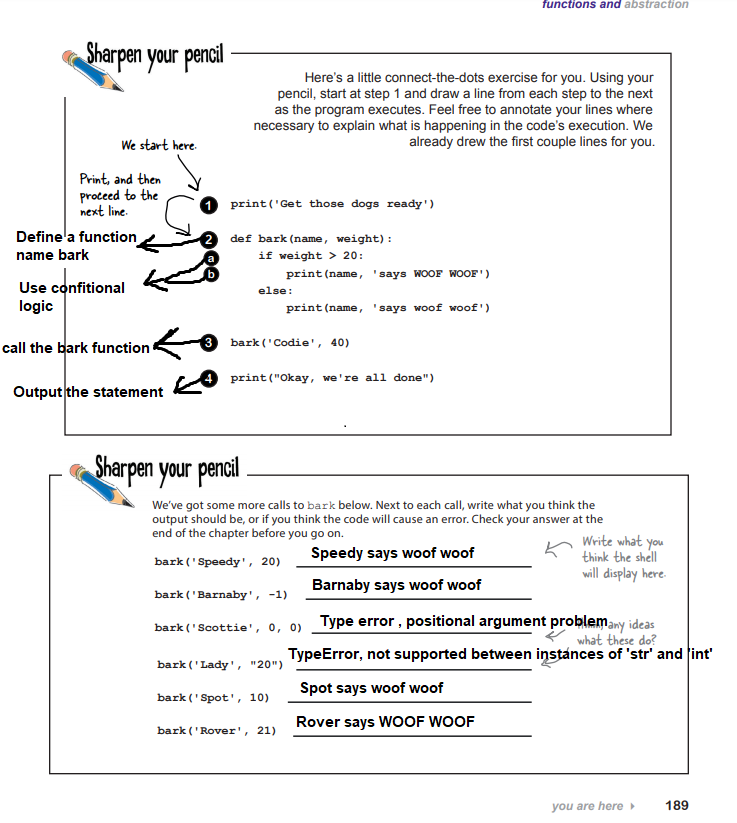 functions and abstraction
Sharpen your pencil
Here's a little connect-the-dots exercise for you. Using your
pencil, start at step 1 and draw a line from each step to the next
as the program executes. Feel free to annotate your lines where
necessary to explain what is happening in the code's execution. We
already drew the first couple lines for you.
We start here.
Print, and then
proceed to the
next line.
1 print('Get those dogs ready')
Define a function
name bark
2 def bark(name, weight):
a if weight > 20:
b print(name, 'says WOOF WOOF')
Use confitional
logic
else:
print(name, 'says woof woof')
call the bark function
3 bark('Codie', 40)
Output the statement
4 print("Okay, we're all done")
Sharpen your pencil
We've got some more calls to bark below. Next to each call, write what you think the
output should be, or if you think the code will cause an error. Check your answer at the
end of the chapter before you go on.
bark('Speedy', 20) Speedy says woof woof
Write what you
think the shell
will display here.
bark('Barnaby', -1) Barnaby says woof woof
bark('Scottie', 0, 0) Type error , positional argument problem
any ideas
what these do?
bark('Lady', "20") TypeError, not supported between instances of 'str' and 'int'
bark('Spot', 10) Spot says woof woof
bark('Rover', 21) Rover says WOOF WOOF
you are here 189